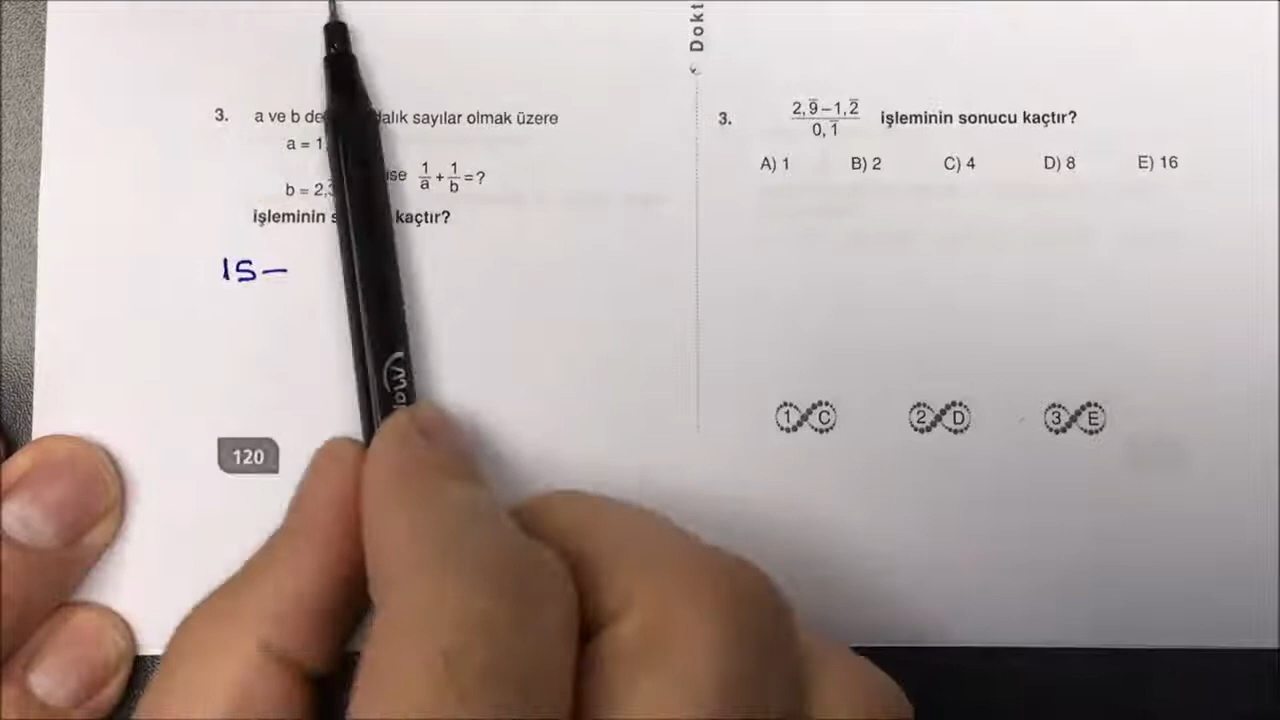 3. a ve b de alık sayılar olmak üzere
a = 1,
b = 2,3 ise 1/a + 1/b = ?
işleminin s kaçtır?
15 –
120
Dokt
3. (2,9̅ – 1,2̅)/(0,1̅) işleminin sonucu kaçtır?
A) 1 B) 2 C) 4 D) 8 E) 16
1 C 2 D 3 E